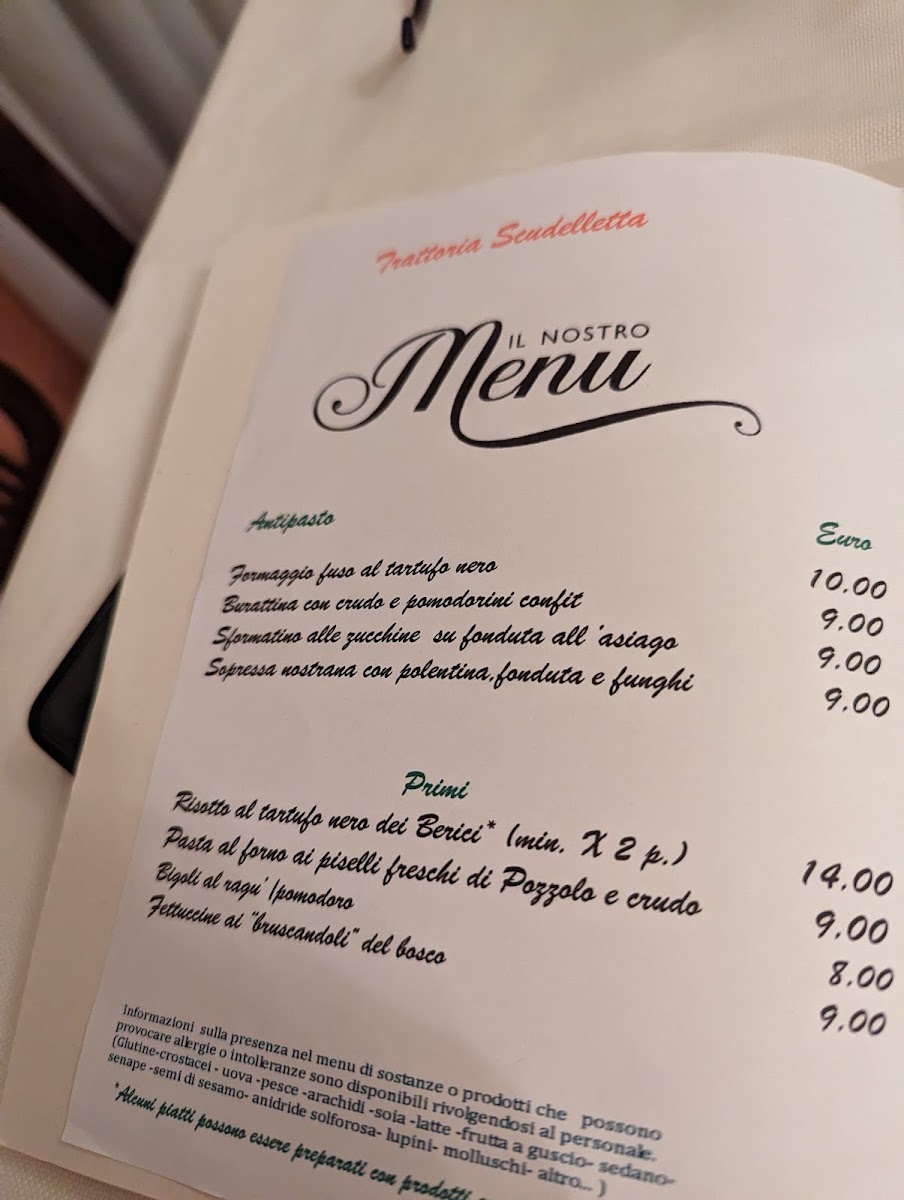 Trattoria Scudelletta
IL NOSTRO
Menu
Antipasto Euro
Formaggio fuso al tartufo nero 10.00
Burattina con crudo e pomodorini confit 9.00
Sformatino alle zucchine su fonduta all'asiago 9.00
Sopressa nostrana con polentina,fonduta e funghi 9.00
Primi
Risotto al tartufo nero dei Berici* (min. X 2 p.) 14.00
Pasta al forno ai piselli freschi di Pozzolo e crudo 9.00
Bigoli al ragu' /pomodoro 8.00
Fettuccine ai "bruscandoli" del bosco 9.00
Informazioni sulla presenza nel menu di sostanze o prodotti che possono
provocare allergie o intolleranze sono disponibili rivolgendosi al personale.
(Glutine-crostacei - uova -pesce -arachidi -soia -latte -frutta a guscio- sedano-
senape -semi di sesamo- anidride solforosa- lupini- molluschi- altro... )
*Alcuni piatti possono essere preparati con prodotti